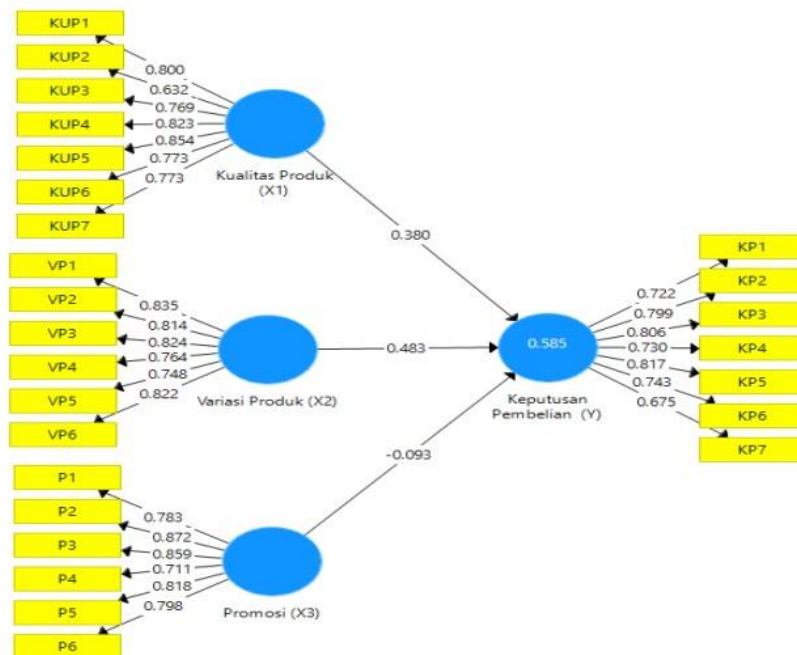 KUP1
KUP2
KUP3
KUP4
KUP5
KUP6
KUP7
0.800
0.632
0.769
0.823
0.854
0.773
0.773
Kualitas Produk
(X1)
0.380
VP1
VP2
VP3
VP4
VP5
VP6
0.835
0.814
0.824
0.764
0.748
0.822
Variasi Produk (X2)
0.483
P1
P2
P3
P4
P5
P6
0.783
0.872
0.859
0.711
0.818
0.798
Promosi (X3)
-0.093
0.585
Keputusan
Pembelian (Y)
0.722
0.799
0.806
0.730
0.817
0.743
0.675
KP1
KP2
KP3
KP4
KP5
KP6
KP7